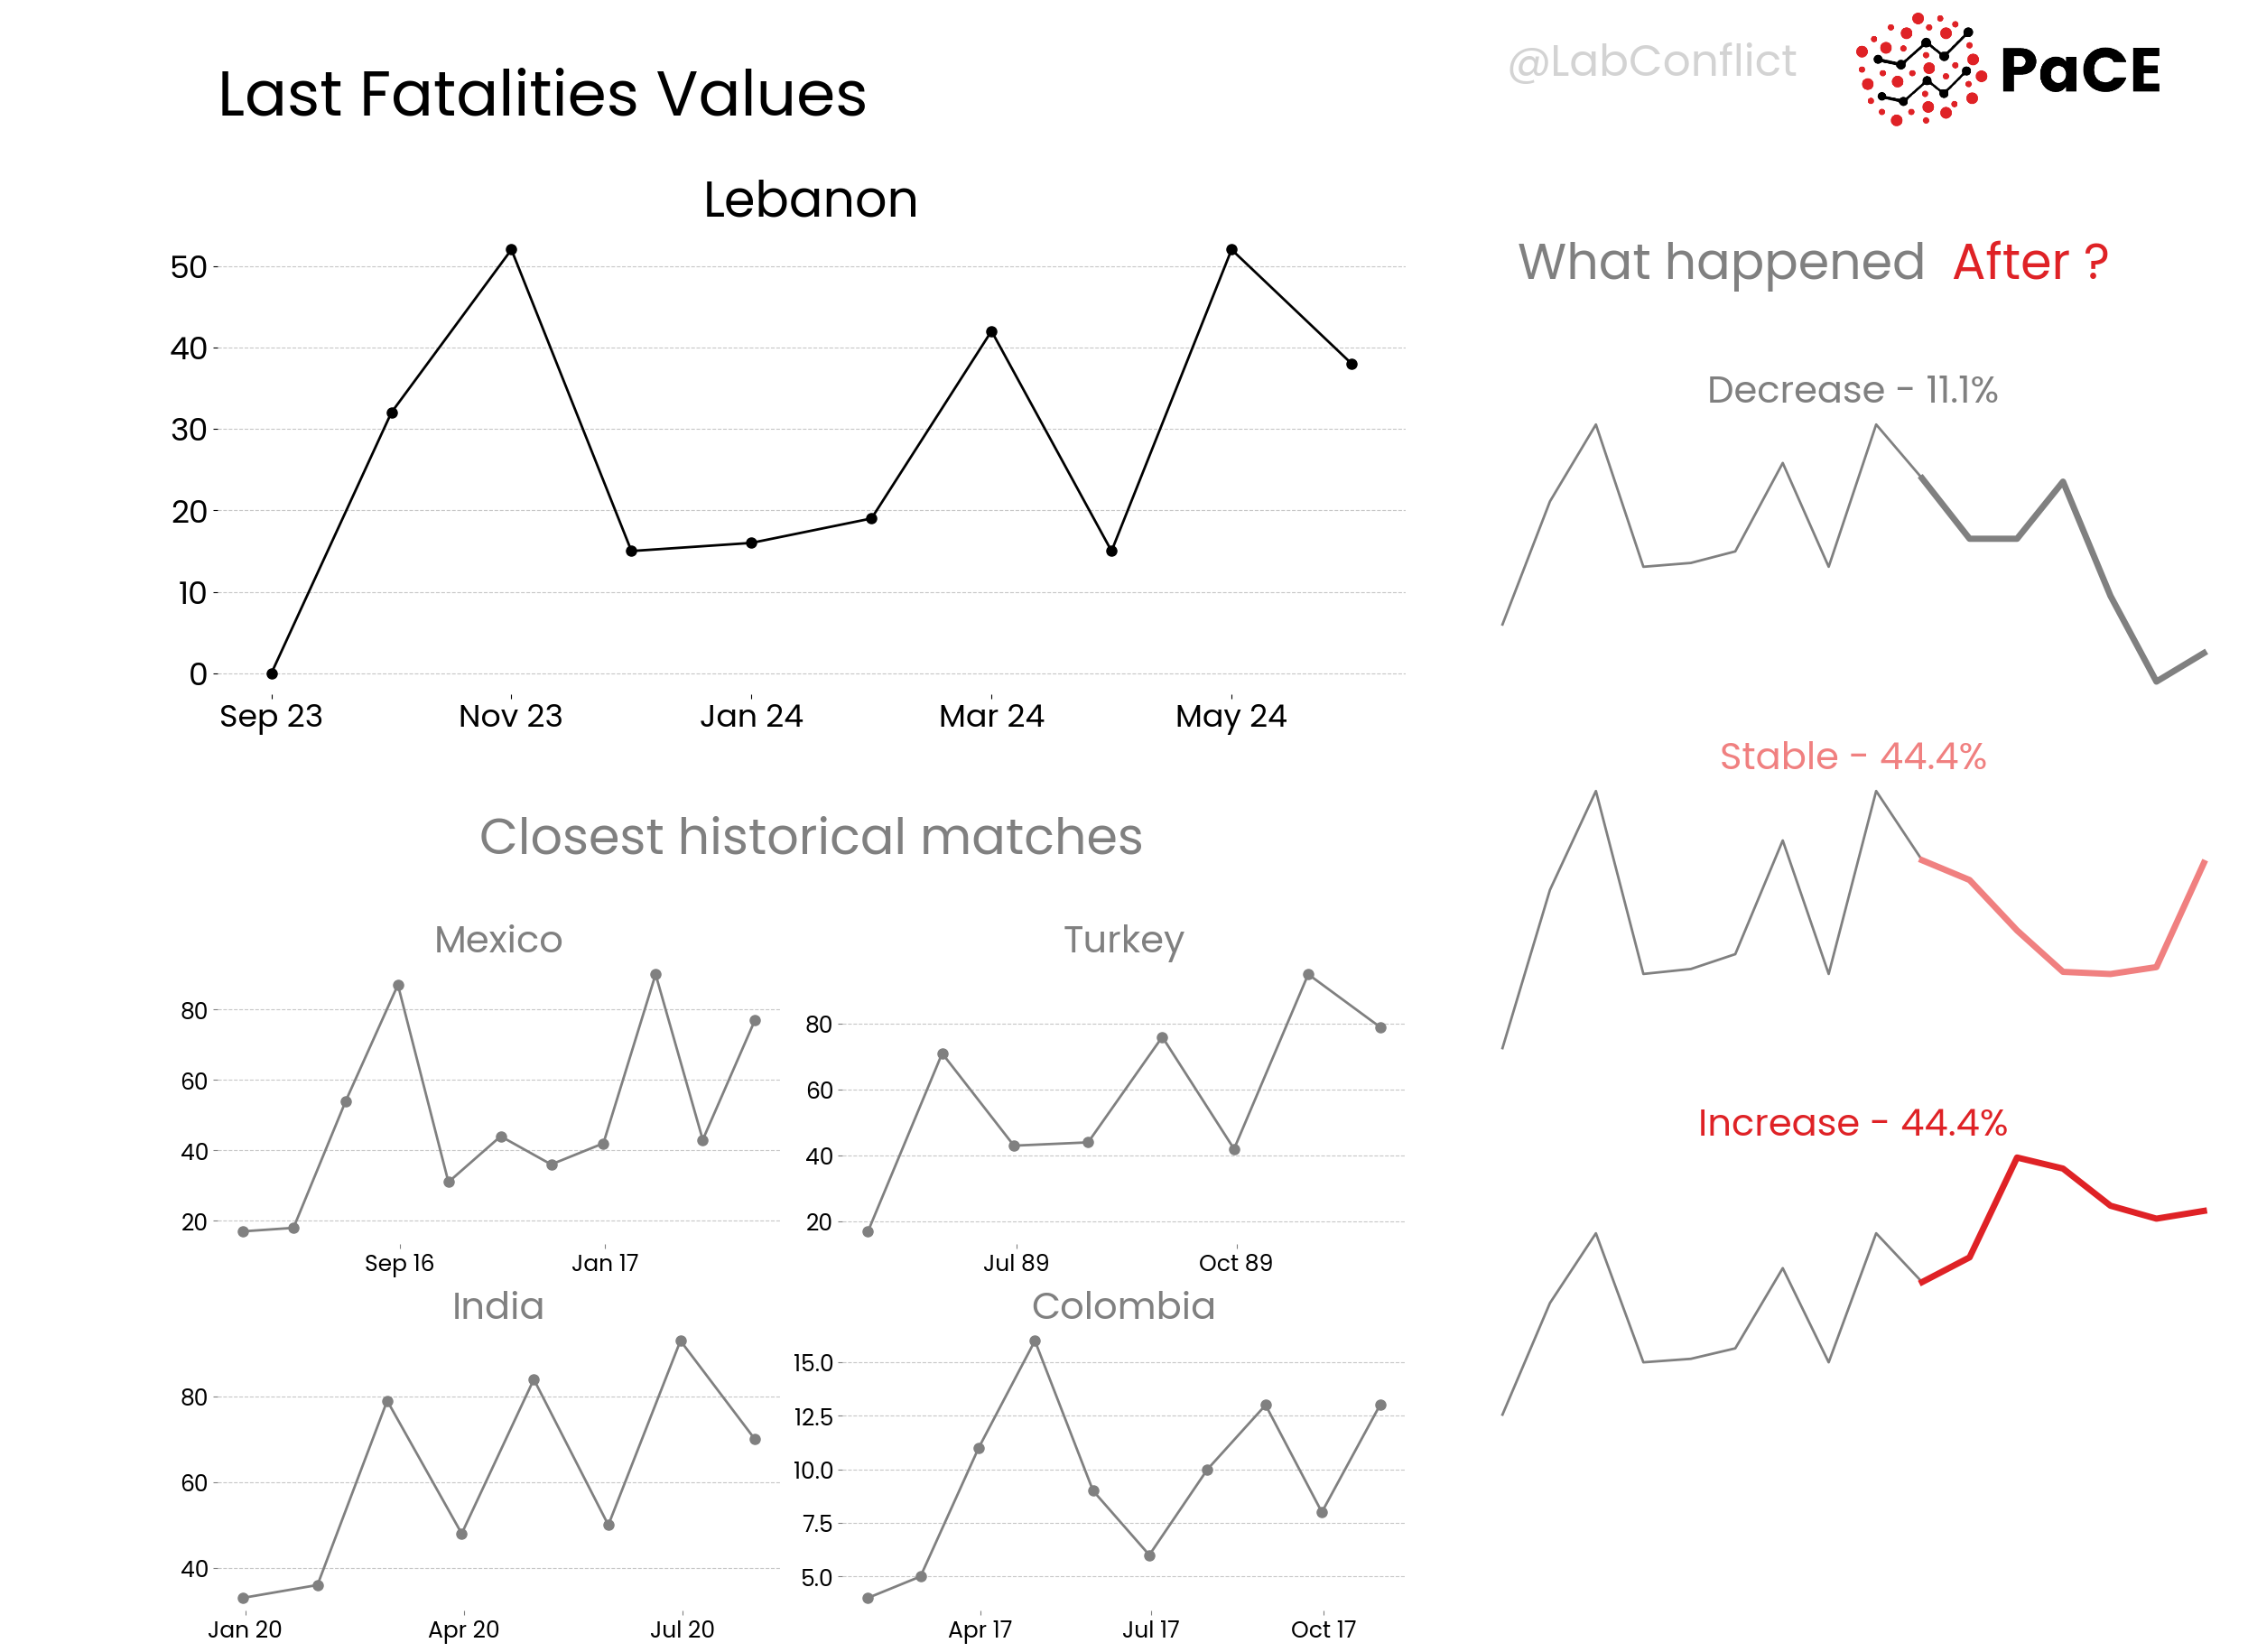 @LabConflict
PaCE
Last Fatalities Values
Lebanon
50
40
30
20
10
0
Sep 23 Nov 23 Jan 24 Mar 24 May 24
What happened After ?
Decrease - 11.1%
Stable - 44.4%
Increase - 44.4%
Closest historical matches
Mexico
80
60
40
20
Sep 16 Jan 17
Turkey
80
60
40
20
Jul 89 Oct 89
India
80
60
40
Jan 20 Apr 20 Jul 20
Colombia
15.0
12.5
10.0
7.5
5.0
Apr 17 Jul 17 Oct 17